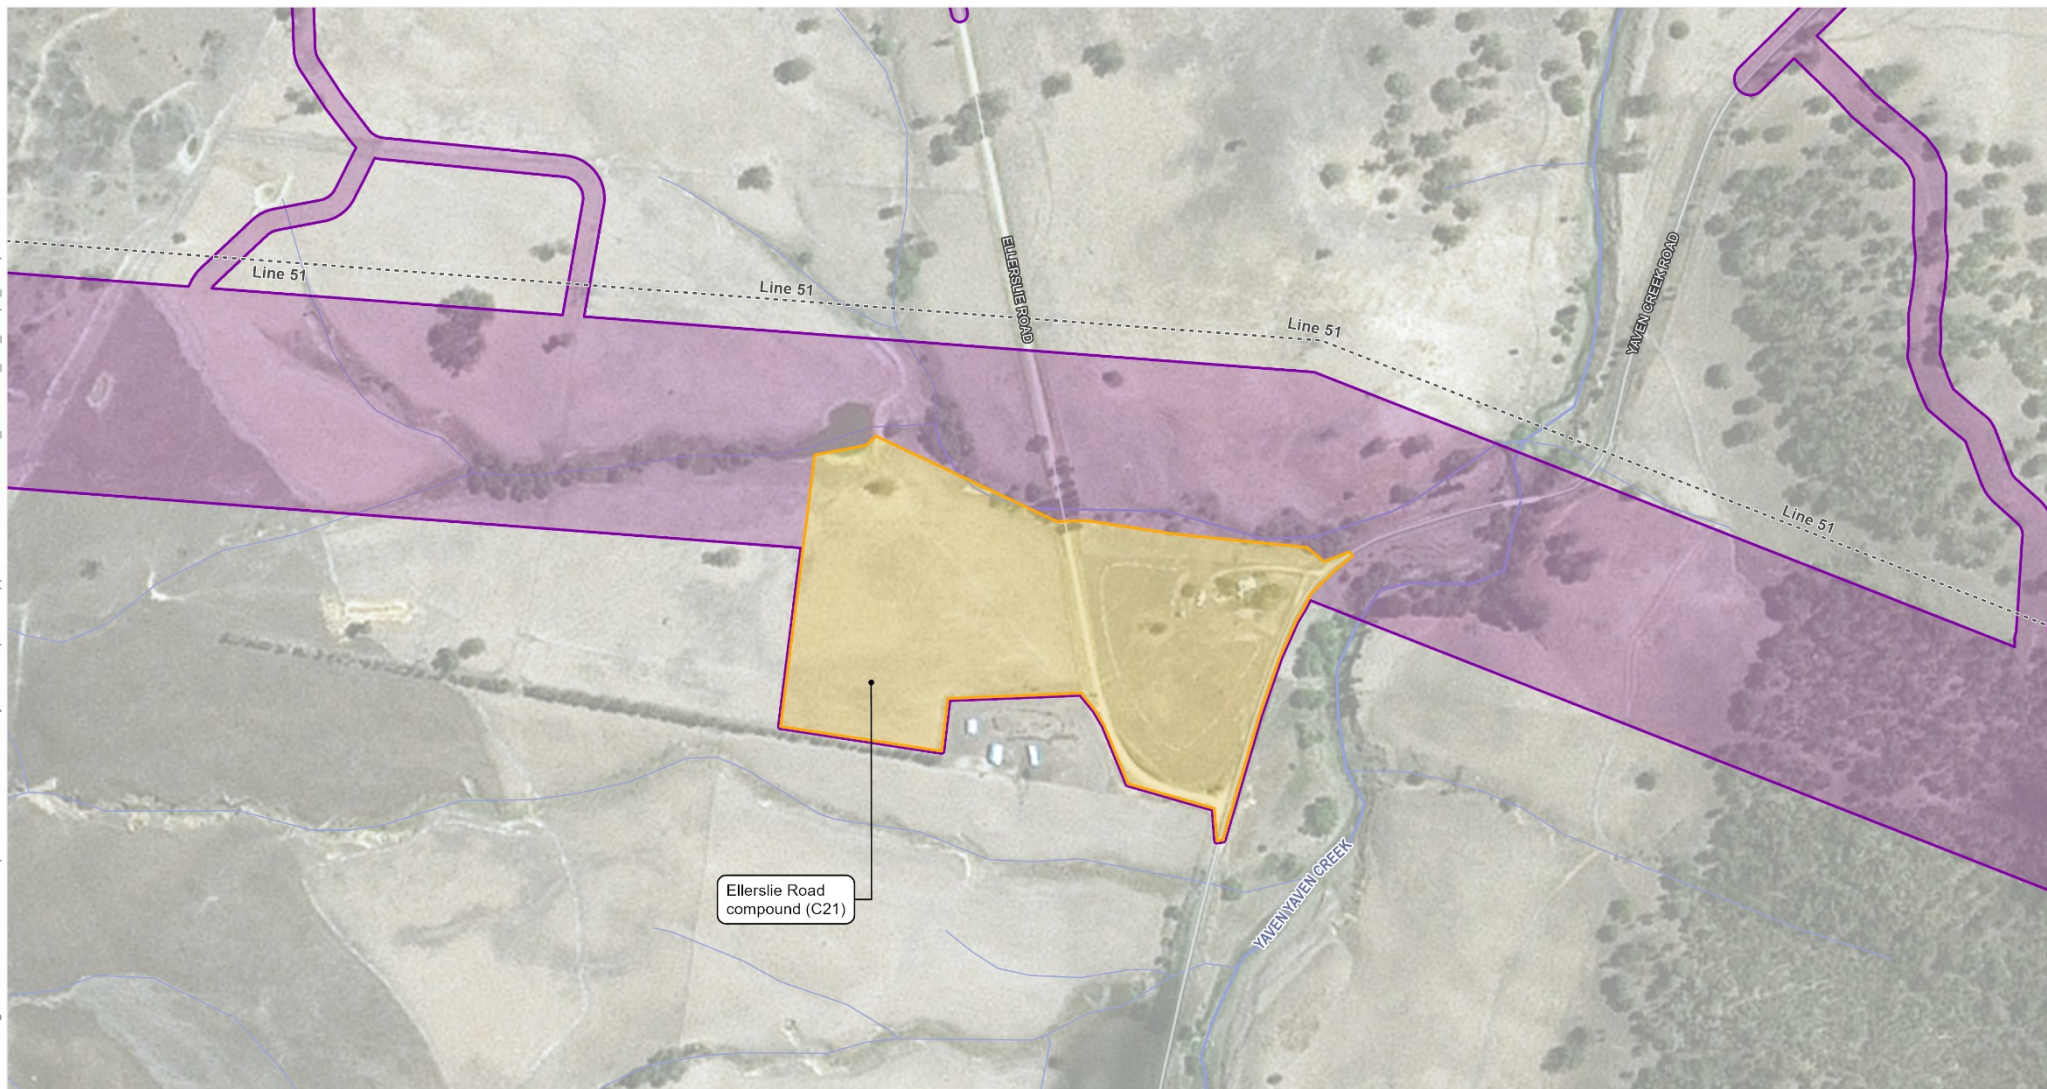 Line 51
Line 51
ELLERSLIE ROAD
Line 51
YAVEN CREEK ROAD
Line 51
Ellerslie Road
compound (C21)
YAVEN YAVEN CREEK